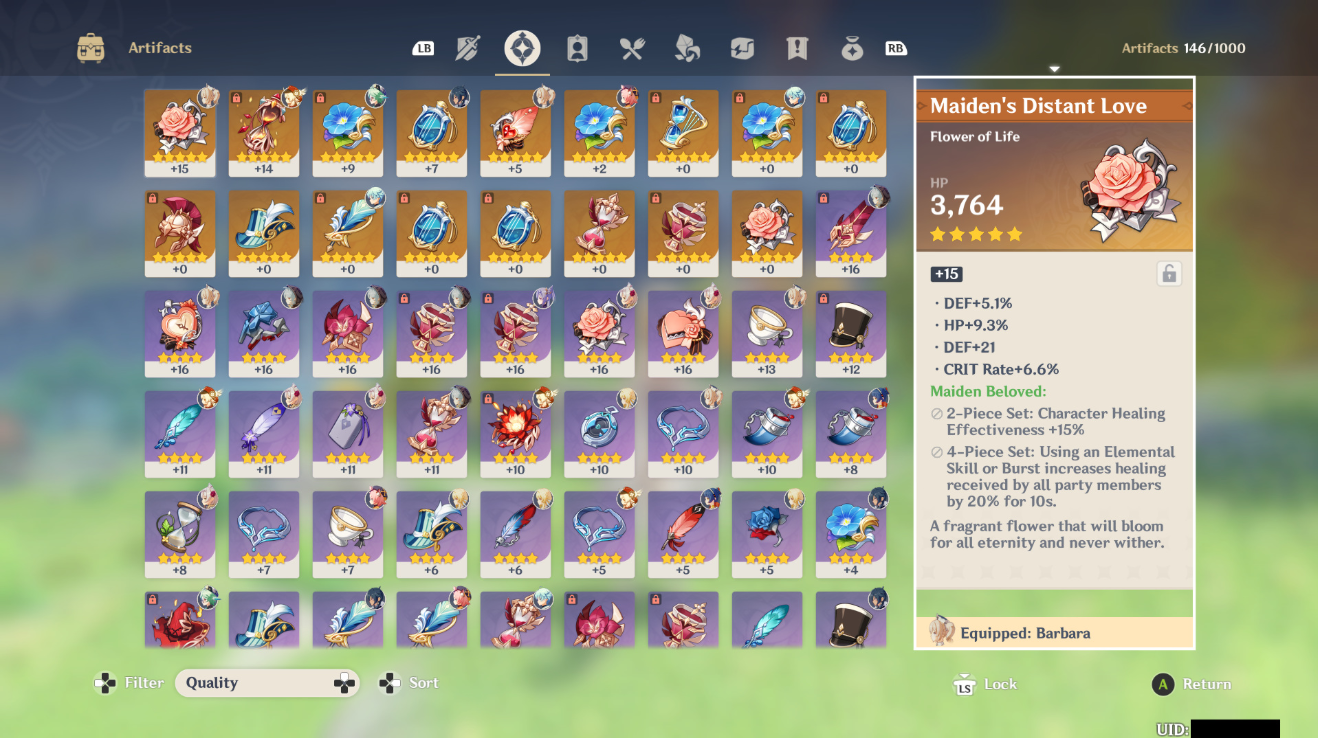 Artifacts
LB
RB
Artifacts 146/1000
+15 +14 +9 +7 +5 +2 +0 +0 +0
+0 +0 +0 +0 +0 +0 +0 +0 +16
+16 +16 +16 +16 +16 +16 +16 +13 +12
+11 +11 +11 +11 +10 +10 +10 +10 +8
+8 +7 +7 +6 +6 +5 +5 +5 +4
Maiden's Distant Love
Flower of Life
HP
3,764
+15
· DEF+5.1%
· HP+9.3%
· DEF+21
· CRIT Rate+6.6%
Maiden Beloved:
2-Piece Set: Character Healing
Effectiveness +15%
4-Piece Set: Using an Elemental
Skill or Burst increases healing
received by all party members
by 20% for 10s.
A fragrant flower that will bloom
for all eternity and never wither.
Equipped: Barbara
Filter
Quality
Sort
LS Lock
A Return
UID: